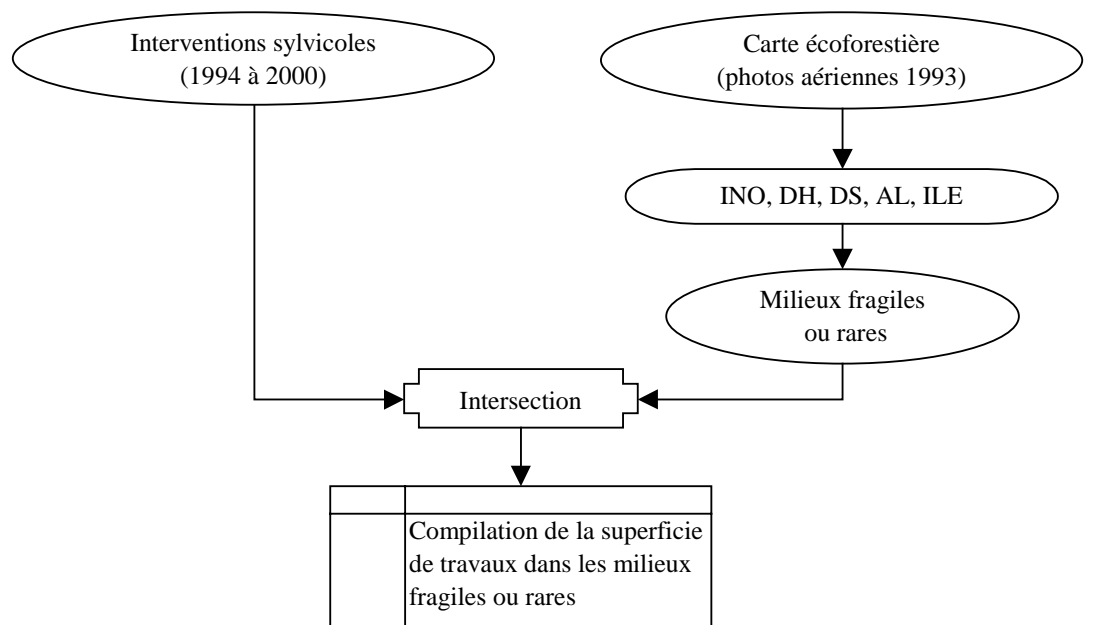 Interventions sylvicoles
(1994 à 2000)
Carte écoforestière
(photos aériennes 1993)
INO, DH, DS, AL, ILE
Milieux fragiles
ou rares
Intersection
Compilation de la superficie
de travaux dans les milieux
fragiles ou rares